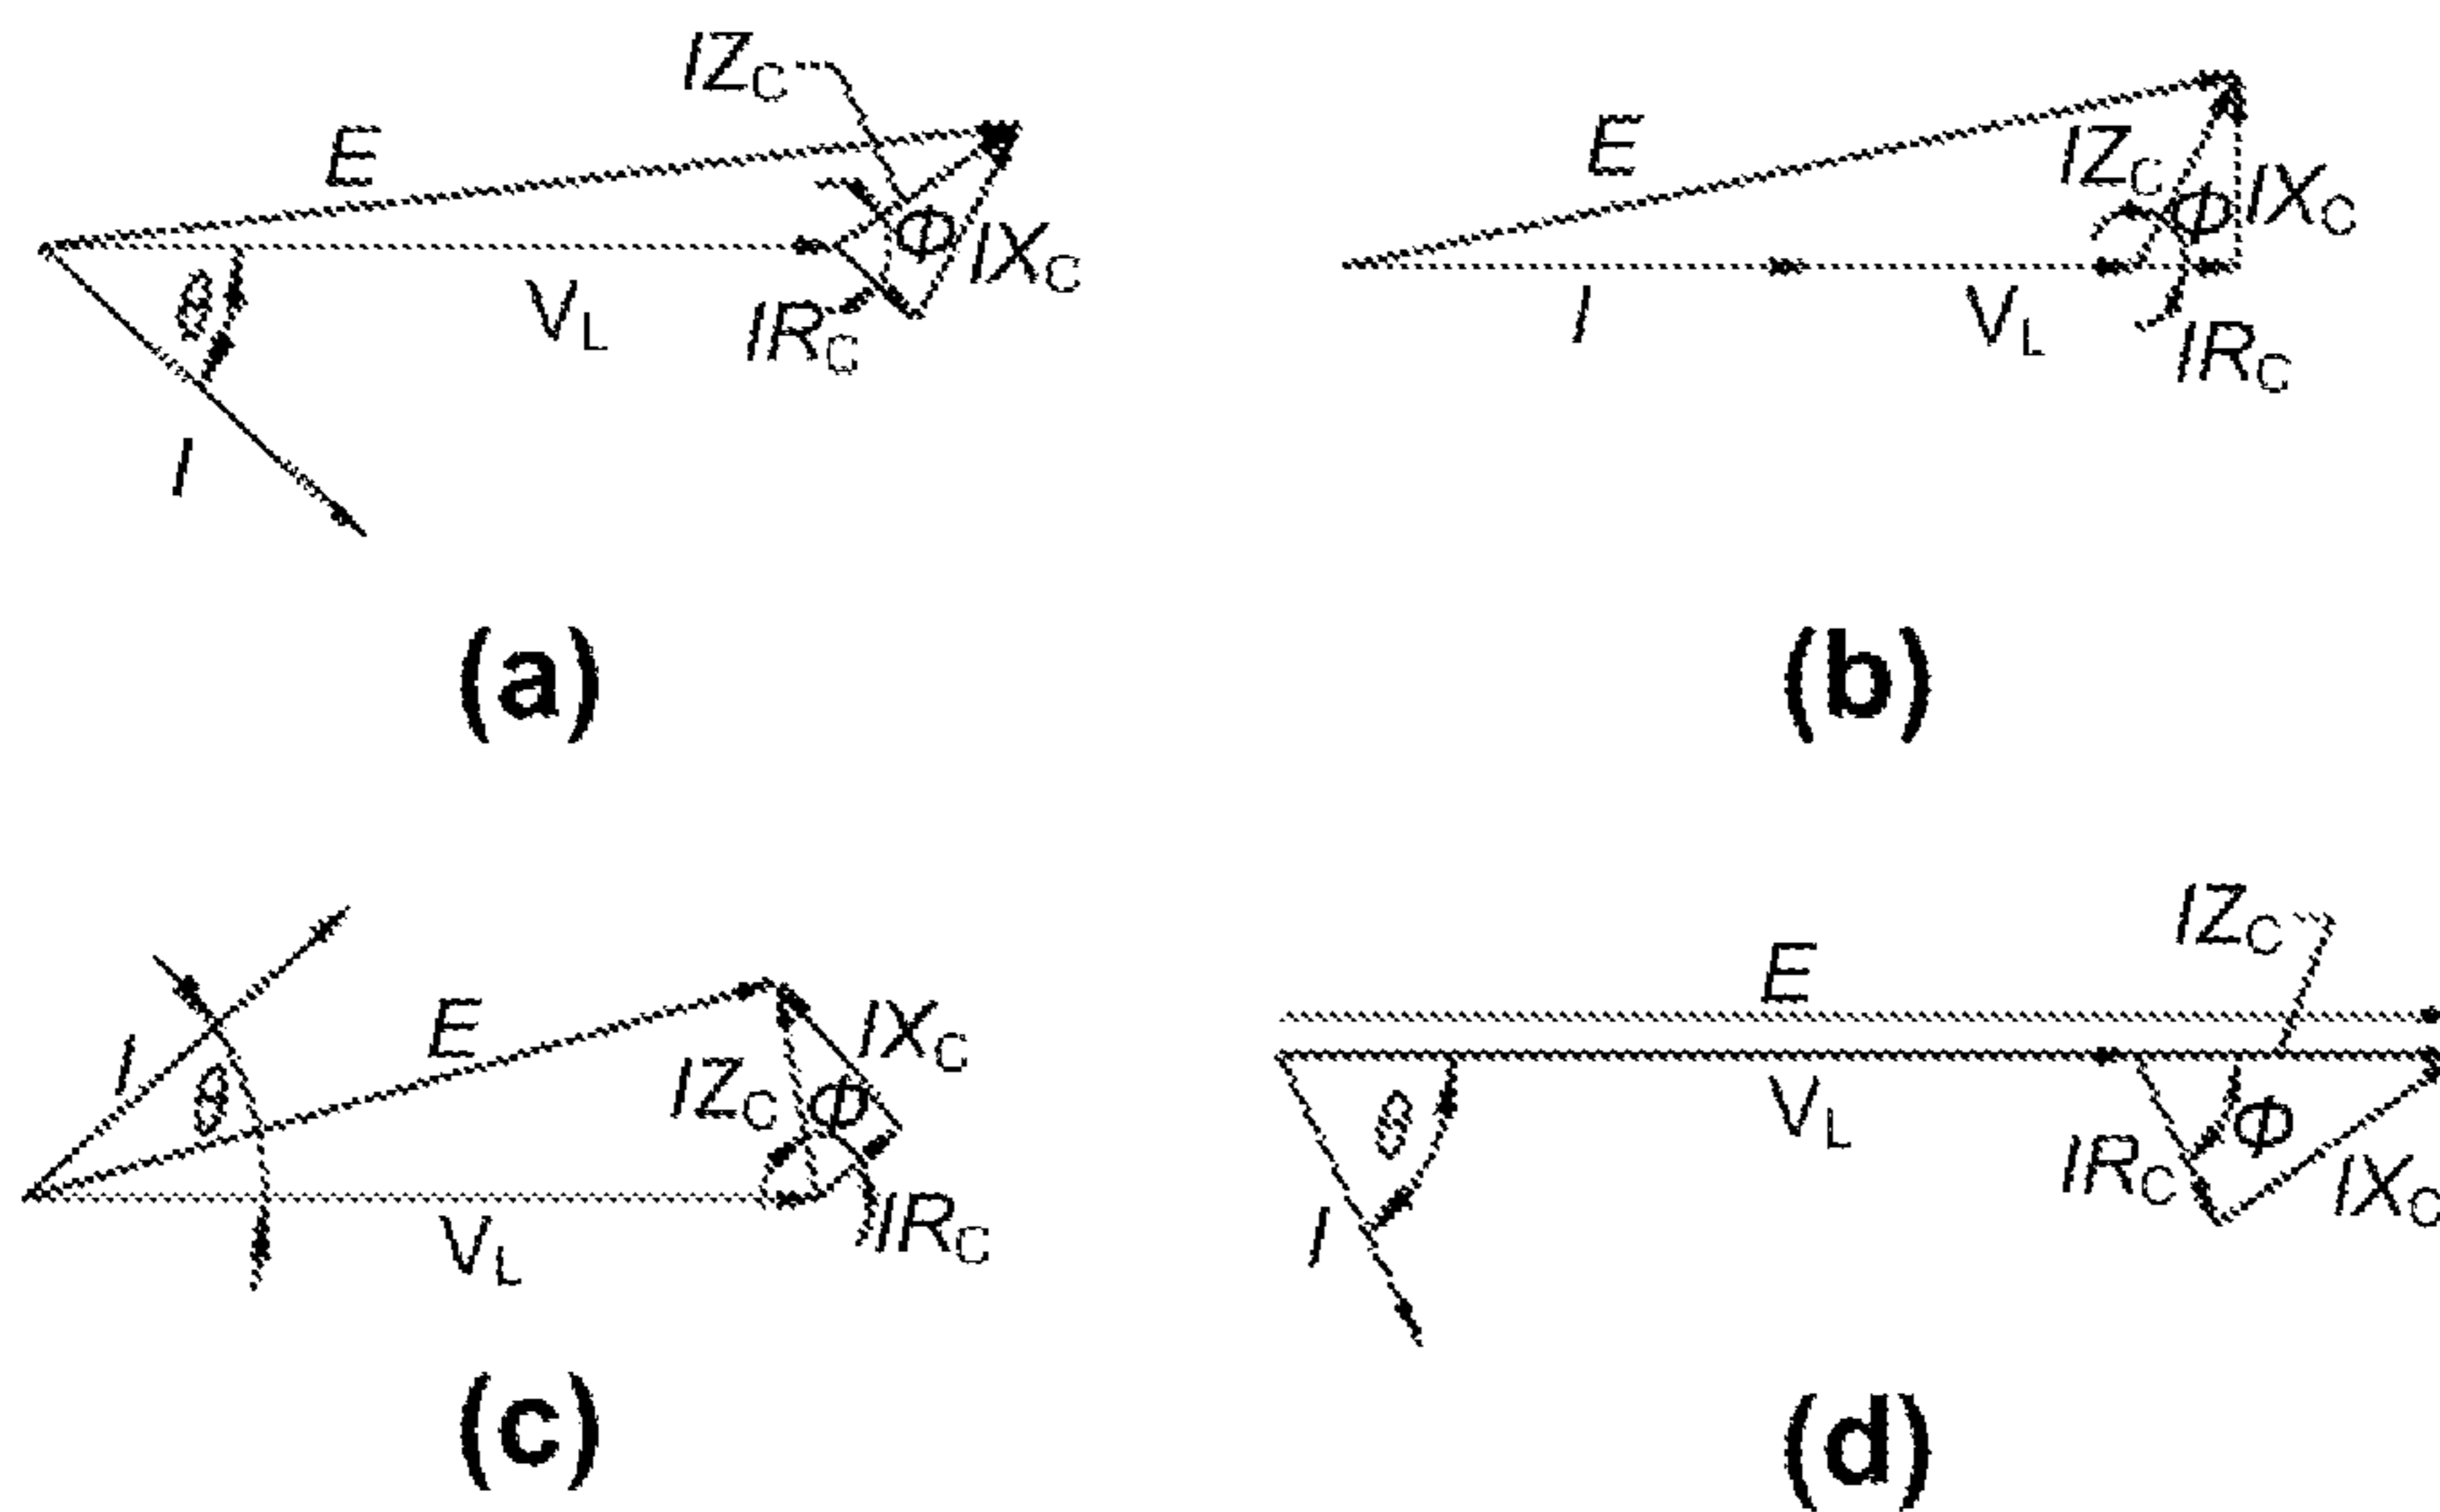 IZC
E
Φ
IXC
θ
VL
IRC
I
(a)
E
IZC
Φ
IXC
I
VL
IRC
(b)
I
E
IXC
θ
IZC
Φ
VL
IRC
(c)
IZC
E
θ
VL
Φ
IRC
IXC
I
(d)